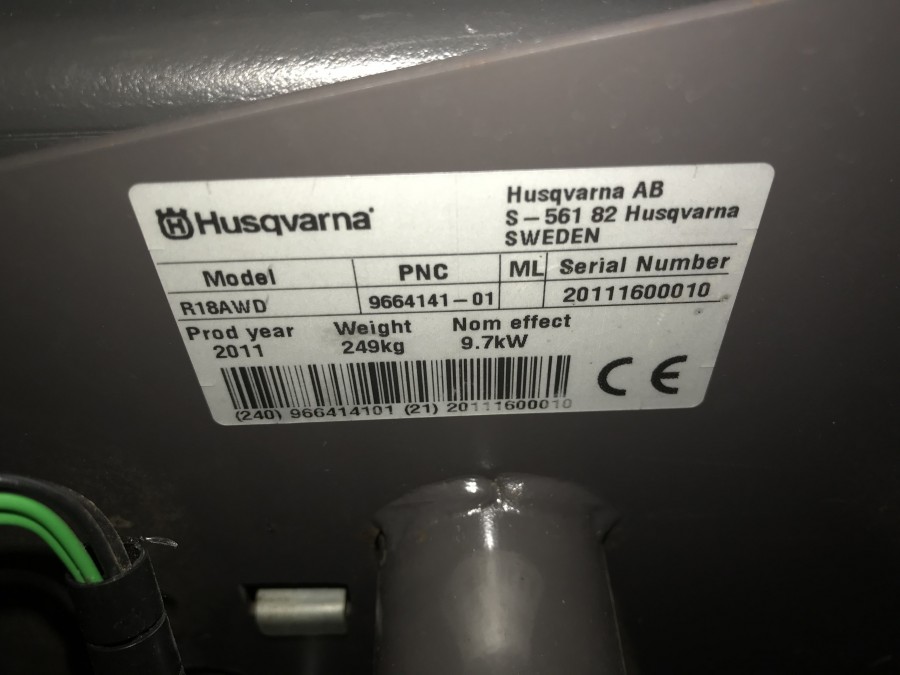 Husqvarna
Husqvarna AB
S-561 82 Husqvarna
SWEDEN
Model PNC ML Serial Number
R18AWD 9664141-01 20111600010
Prod year Weight Nom effect
2011 249kg 9.7kW
CE
(240) 966414101 (21) 20111600010